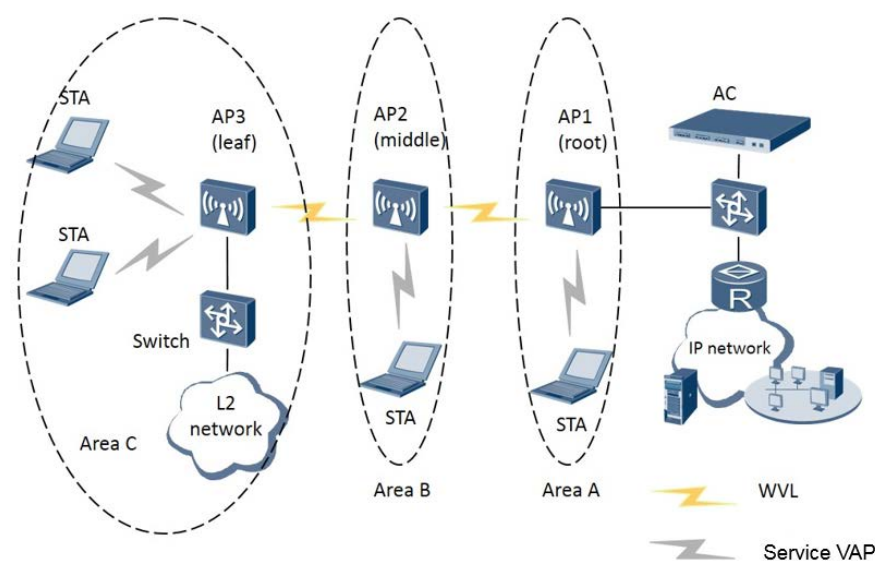 STA
AP3
(leaf)
AP2
(middle)
AP1
(root)
AC
STA
Switch
R
IP network
L2
network
STA
STA
Area C
Area B
Area A
WVL
Service VAP